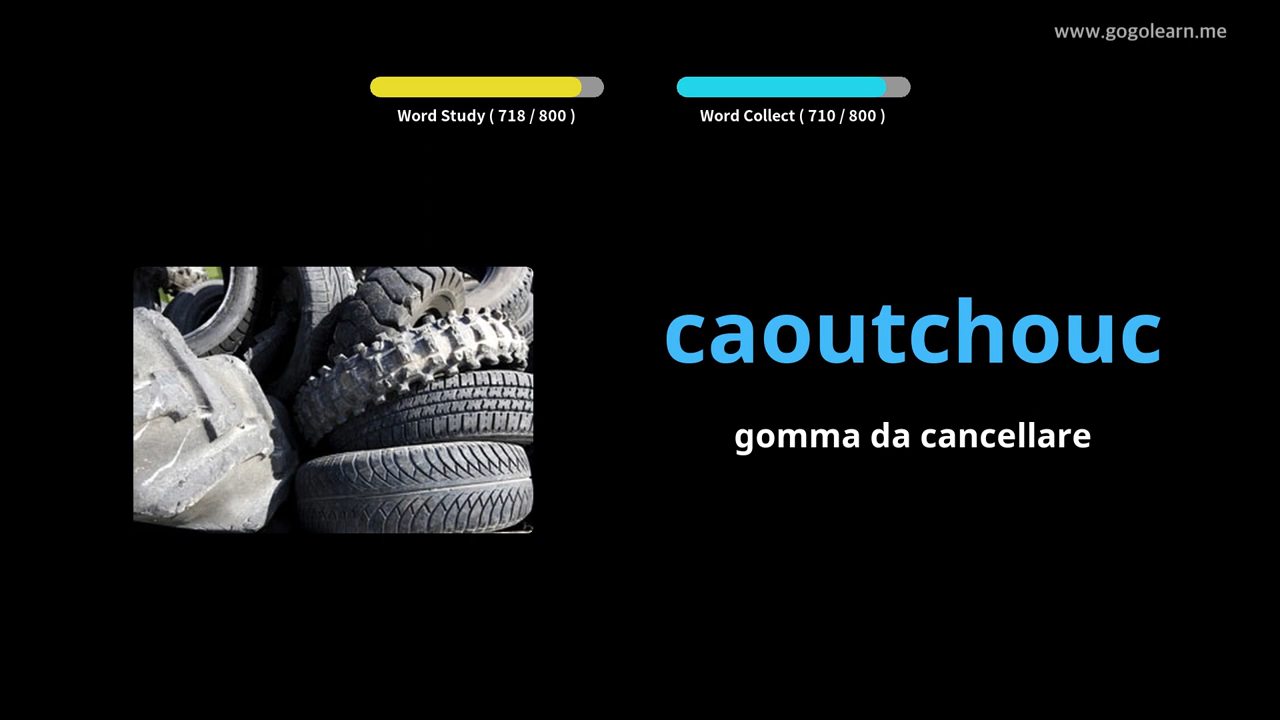 www.gogolearn.me
Word Study ( 718 / 800 )
Word Collect ( 710 / 800 )
caoutchouc
gomma da cancellare